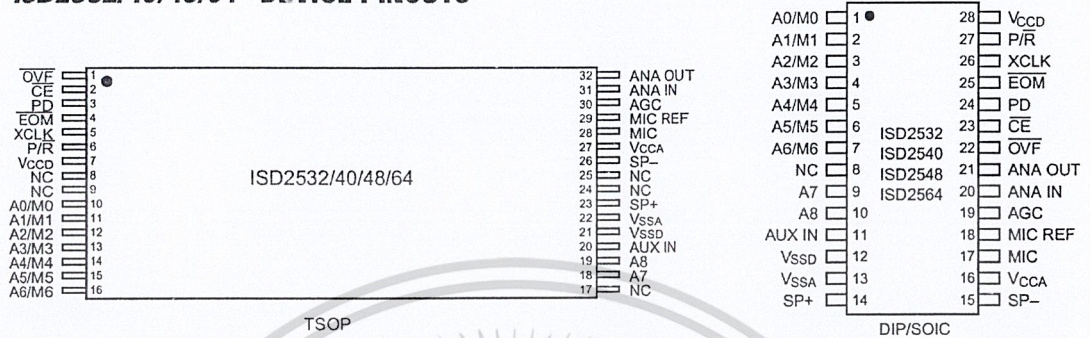 ISD2532/40/48/64 DEVICE PINOUTS
OVF 1
CE 2
PD 3
EOM 4
XCLK 5
P/R 6
VCCD 7
NC 8
NC 9
A0/M0 10
A1/M1 11
A2/M2 12
A3/M3 13
A4/M4 14
A5/M5 15
A6/M6 16
ISD2532/40/48/64
32 ANA OUT
31 ANA IN
30 AGC
29 MIC REF
28 MIC
27 VCCA
26 SP–
25 NC
24 NC
23 SP+
22 VSSA
21 VSSD
20 AUX IN
19 A8
18 A7
17 NC
TSOP
A0/M0 1
A1/M1 2
A2/M2 3
A3/M3 4
A4/M4 5
A5/M5 6
A6/M6 7
NC 8
A7 9
A8 10
AUX IN 11
VSSD 12
VSSA 13
SP+ 14
ISD2532
ISD2540
ISD2548
ISD2564
28 VCCD
27 P/R
26 XCLK
25 EOM
24 PD
23 CE
22 OVF
21 ANA OUT
20 ANA IN
19 AGC
18 MIC REF
17 MIC
16 VCCA
15 SP–
DIP/SOIC